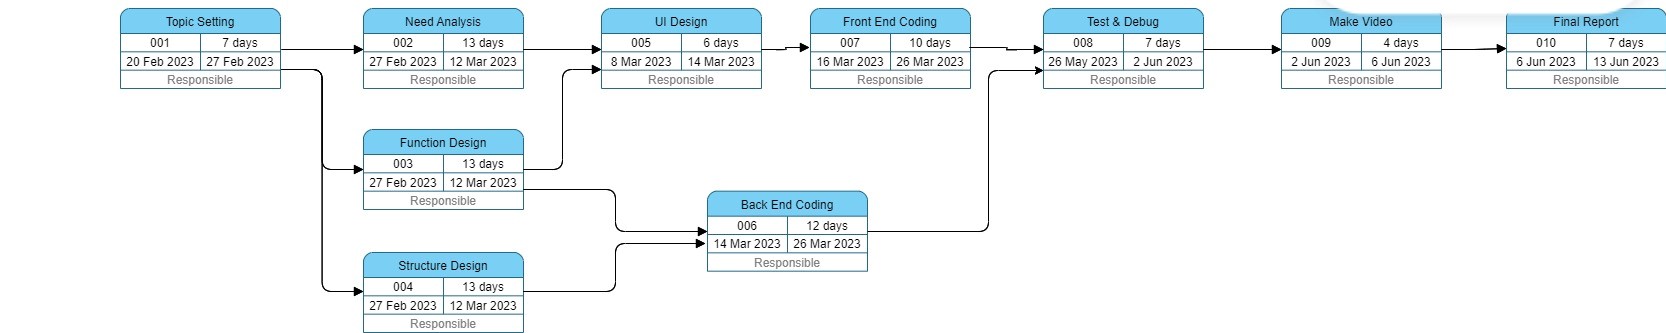 Topic Setting
001 7 days
20 Feb 2023 27 Feb 2023
Responsible
Need Analysis
002 13 days
27 Feb 2023 12 Mar 2023
Responsible
UI Design
005 6 days
8 Mar 2023 14 Mar 2023
Responsible
Front End Coding
007 10 days
16 Mar 2023 26 Mar 2023
Responsible
Test & Debug
008 7 days
26 May 2023 2 Jun 2023
Responsible
Make Video
009 4 days
2 Jun 2023 6 Jun 2023
Responsible
Final Report
010 7 days
6 Jun 2023 13 Jun 2023
Responsible
Function Design
003 13 days
27 Feb 2023 12 Mar 2023
Responsible
Back End Coding
006 12 days
14 Mar 2023 26 Mar 2023
Responsible
Structure Design
004 13 days
27 Feb 2023 12 Mar 2023
Responsible